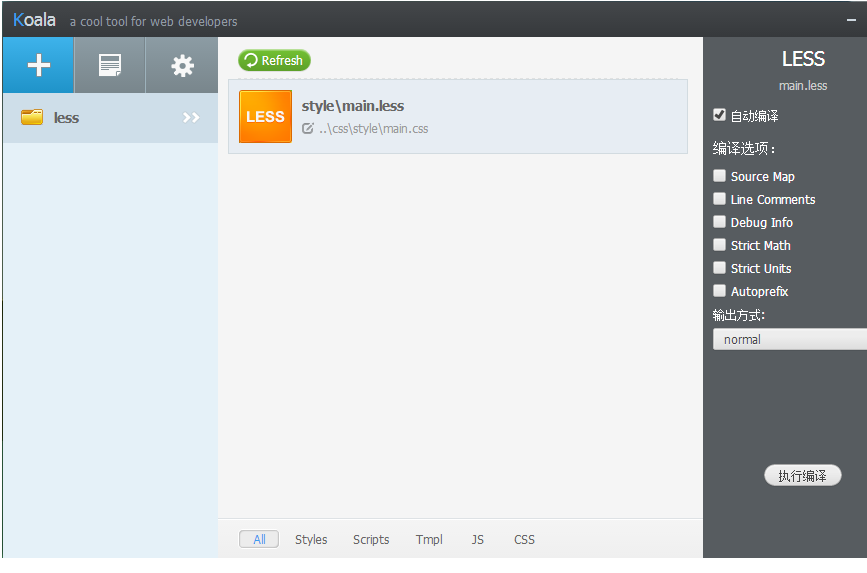 Koala a cool tool for web developers
less
Refresh
LESS
style\main.less
..\css\style\main.css
All Styles Scripts Tmpl JS CSS
LESS
main.less
自动编译
编译选项：
Source Map
Line Comments
Debug Info
Strict Math
Strict Units
Autoprefix
输出方式:
normal
执行编译